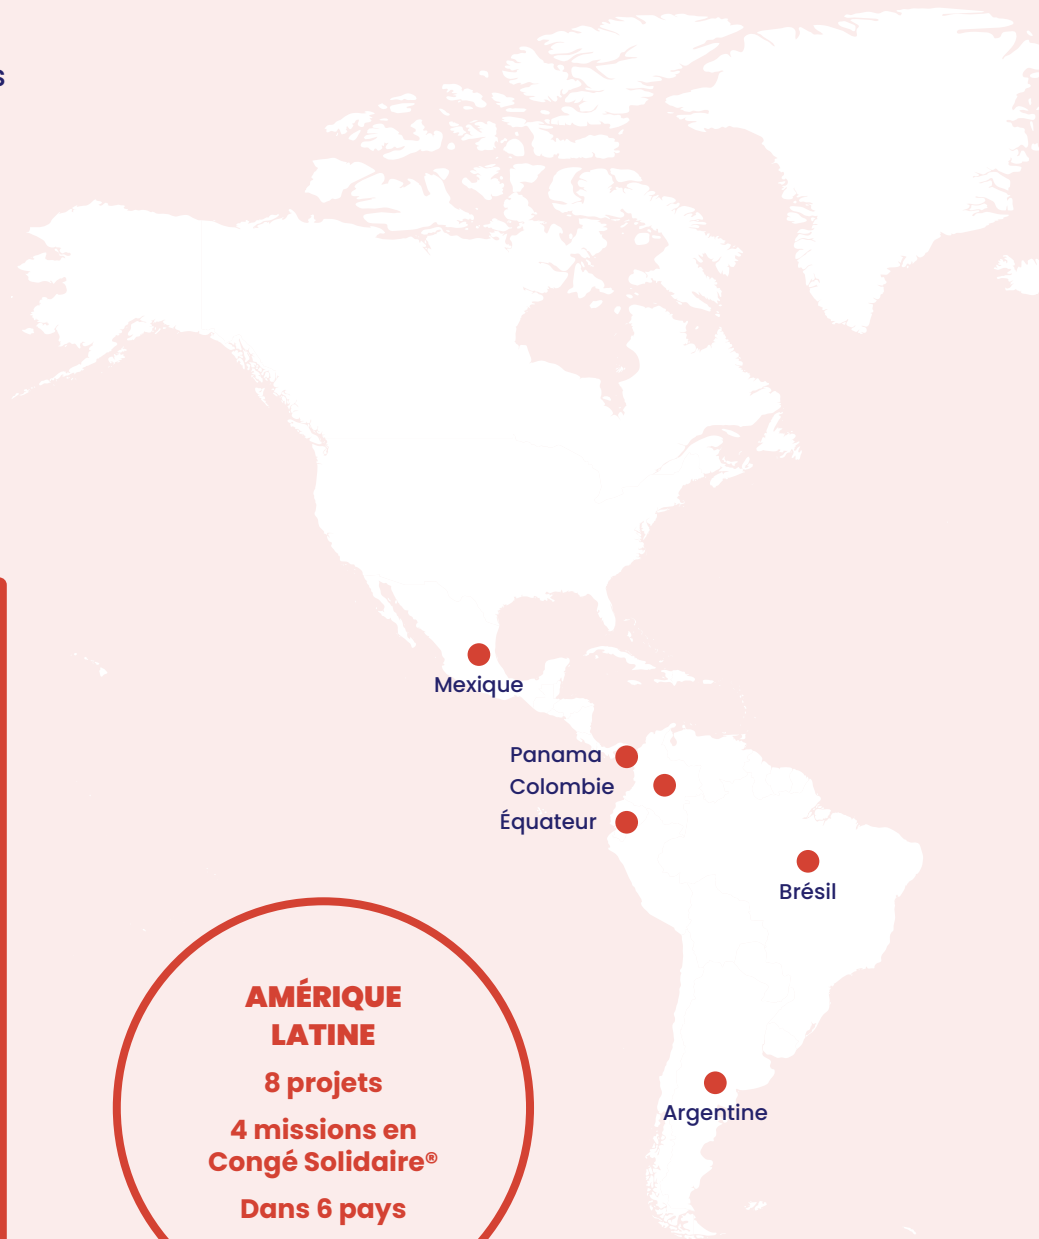 s
Mexique
Panama
Colombie
Équateur
Brésil
AMÉRIQUE
LATINE
8 projets
4 missions en
Congé Solidaire®
Dans 6 pays
Argentine